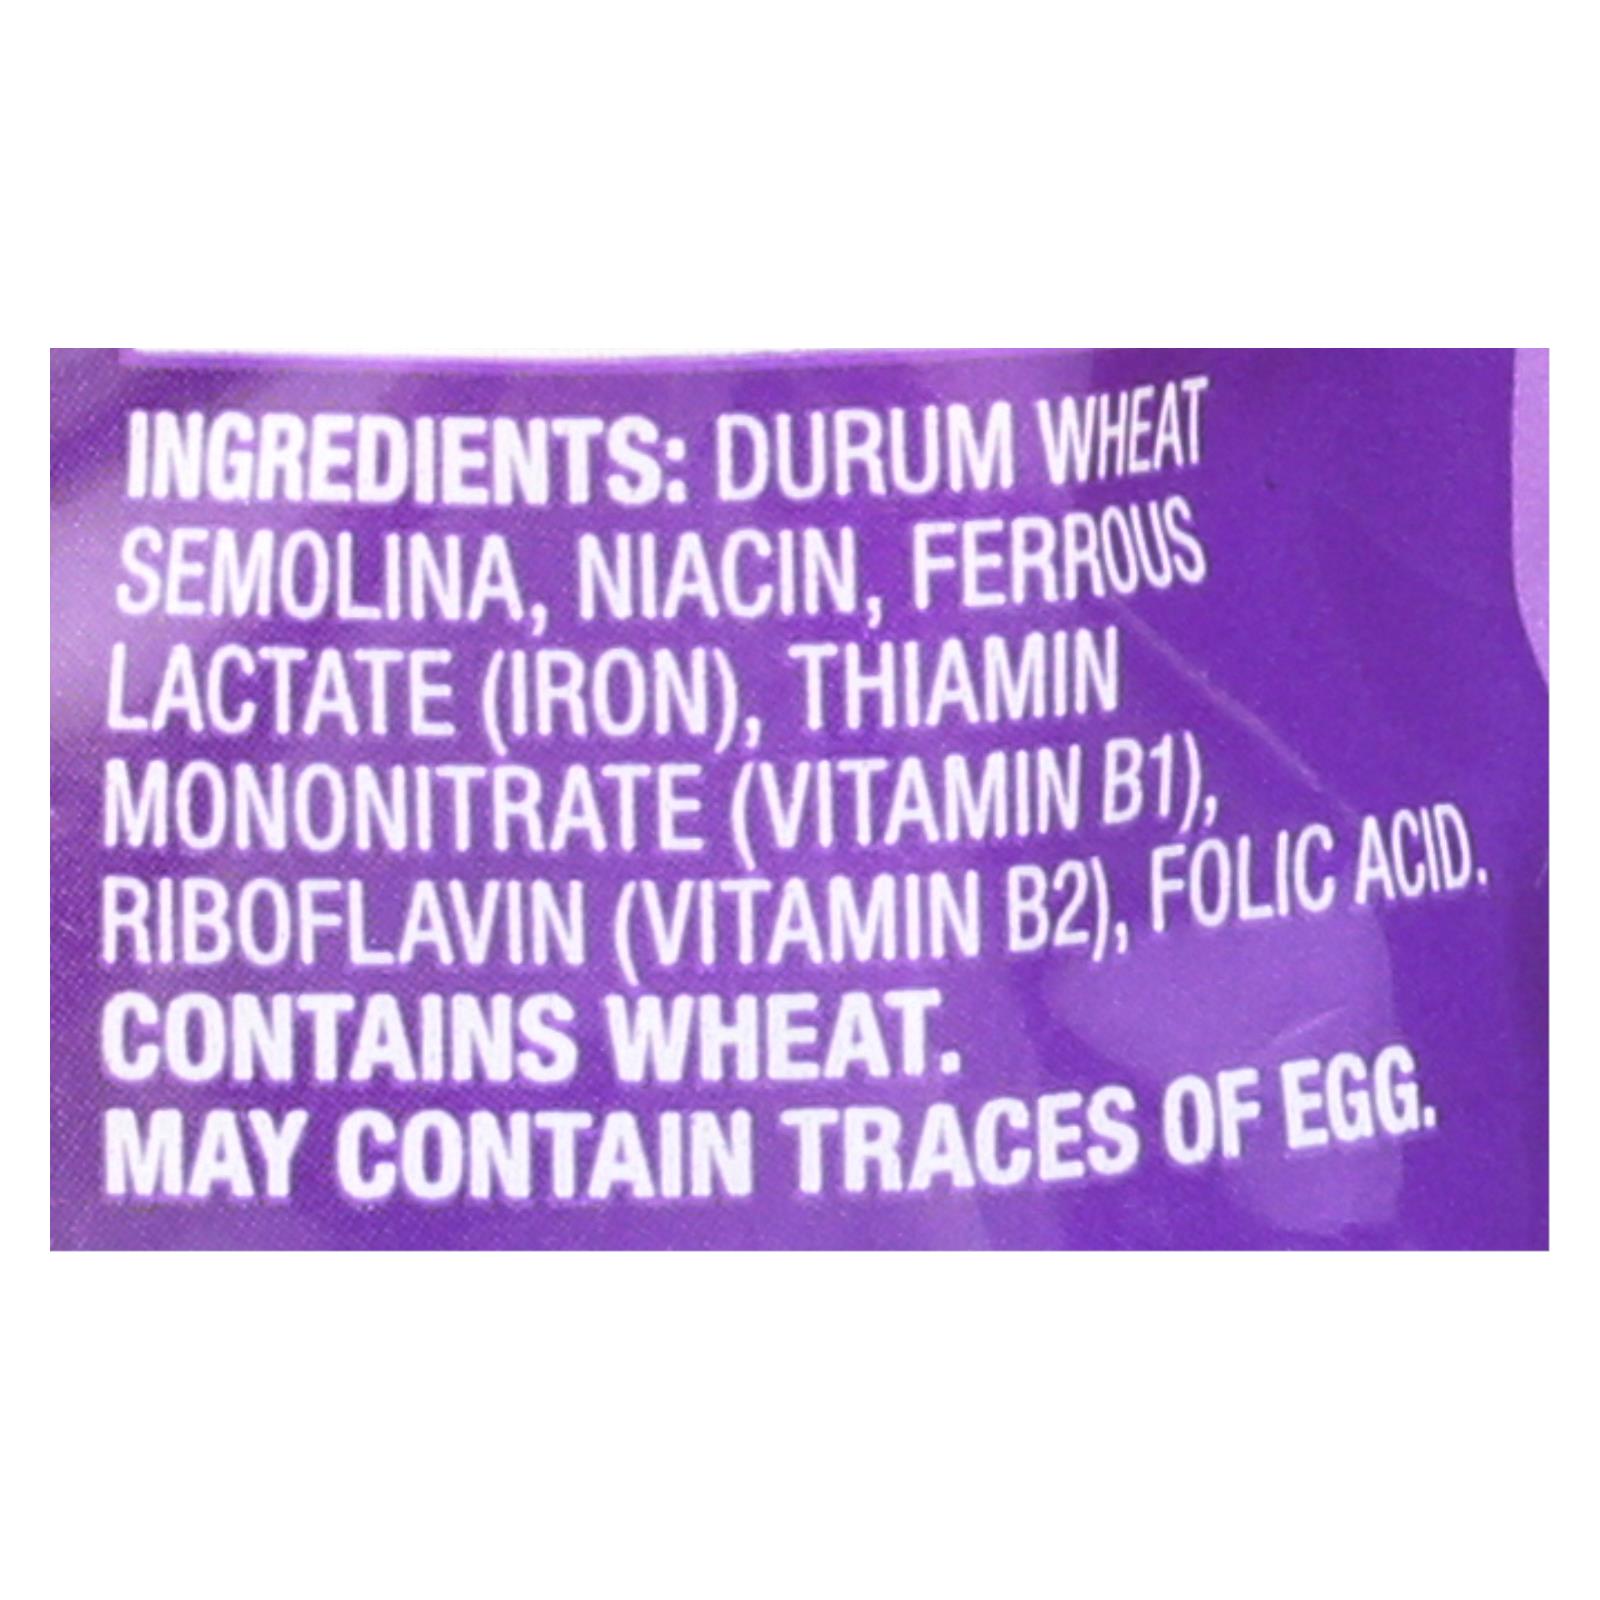 INGREDIENTS: DURUM WHEAT
SEMOLINA, NIACIN, FERROUS
LACTATE (IRON), THIAMIN
MONONITRATE (VITAMIN B1),
RIBOFLAVIN (VITAMIN B2), FOLIC ACID.
CONTAINS WHEAT.
MAY CONTAIN TRACES OF EGG.